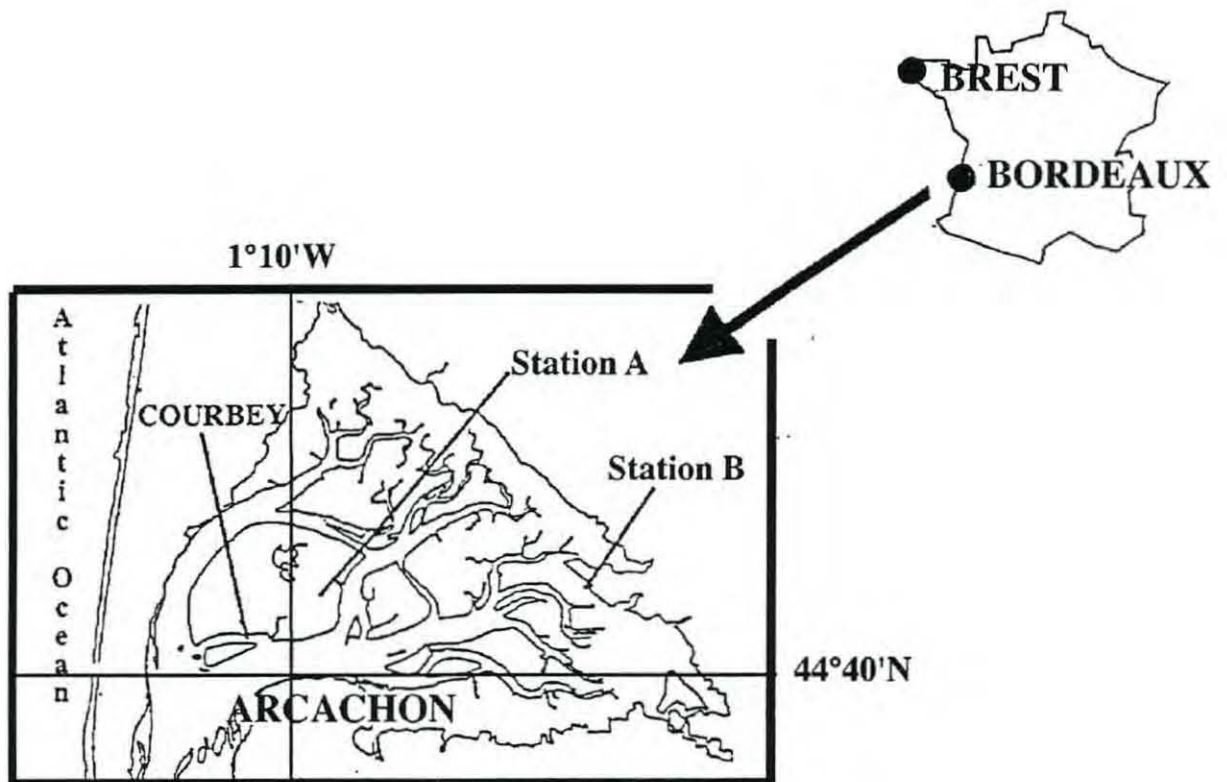 BREST
BORDEAUX
1°10'W
Atlantic Ocean
Station A
COURBEY
Station B
44°40'N
ARCACHON